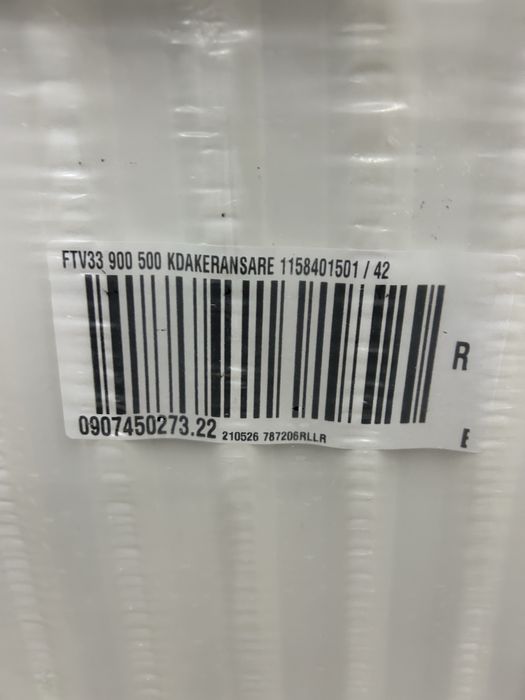 FTV33 900 500 KDAKERANSARE 1158401501 / 42
R
0907450273.22 210526 787206RLLR
E